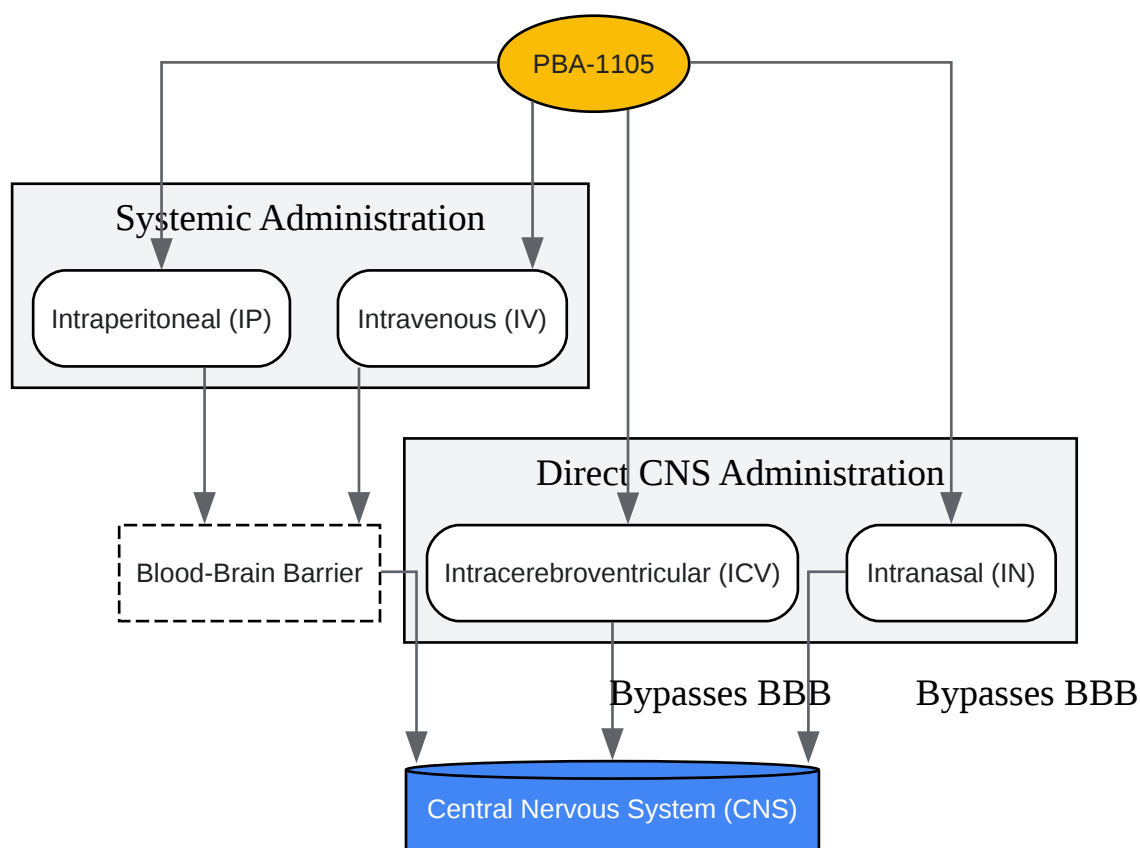 PBA-1105
Systemic Administration
Intraperitoneal (IP)
Intravenous (IV)
Direct CNS Administration
Blood-Brain Barrier
Intracerebroventricular (ICV)
Intranasal (IN)
Bypasses BBB
Bypasses BBB
Central Nervous System (CNS)